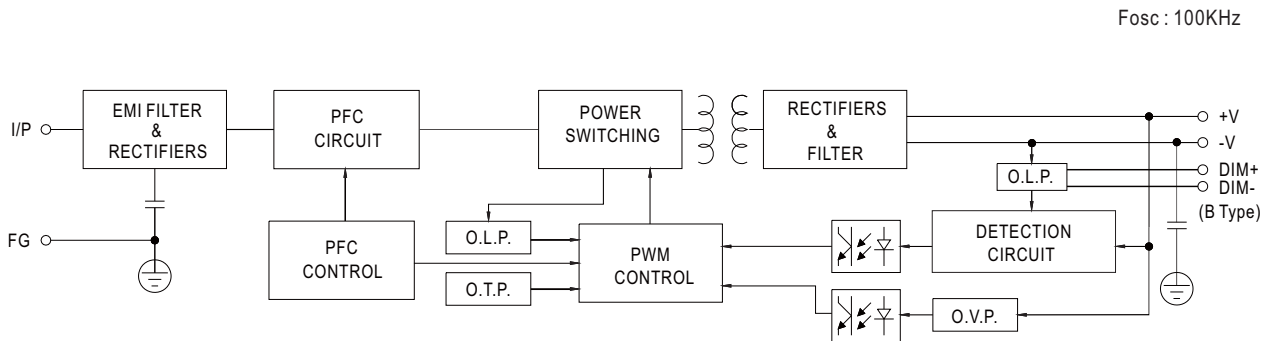 Fosc : 100KHz
I/P
EMI FILTER
&
RECTIFIERS
PFC
CIRCUIT
POWER
SWITCHING
RECTIFIERS
&
FILTER
+V
-V
DIM+
DIM-
(B Type)
O.L.P.
FG
PFC
CONTROL
O.L.P.
O.T.P.
PWM
CONTROL
DETECTION
CIRCUIT
O.V.P.